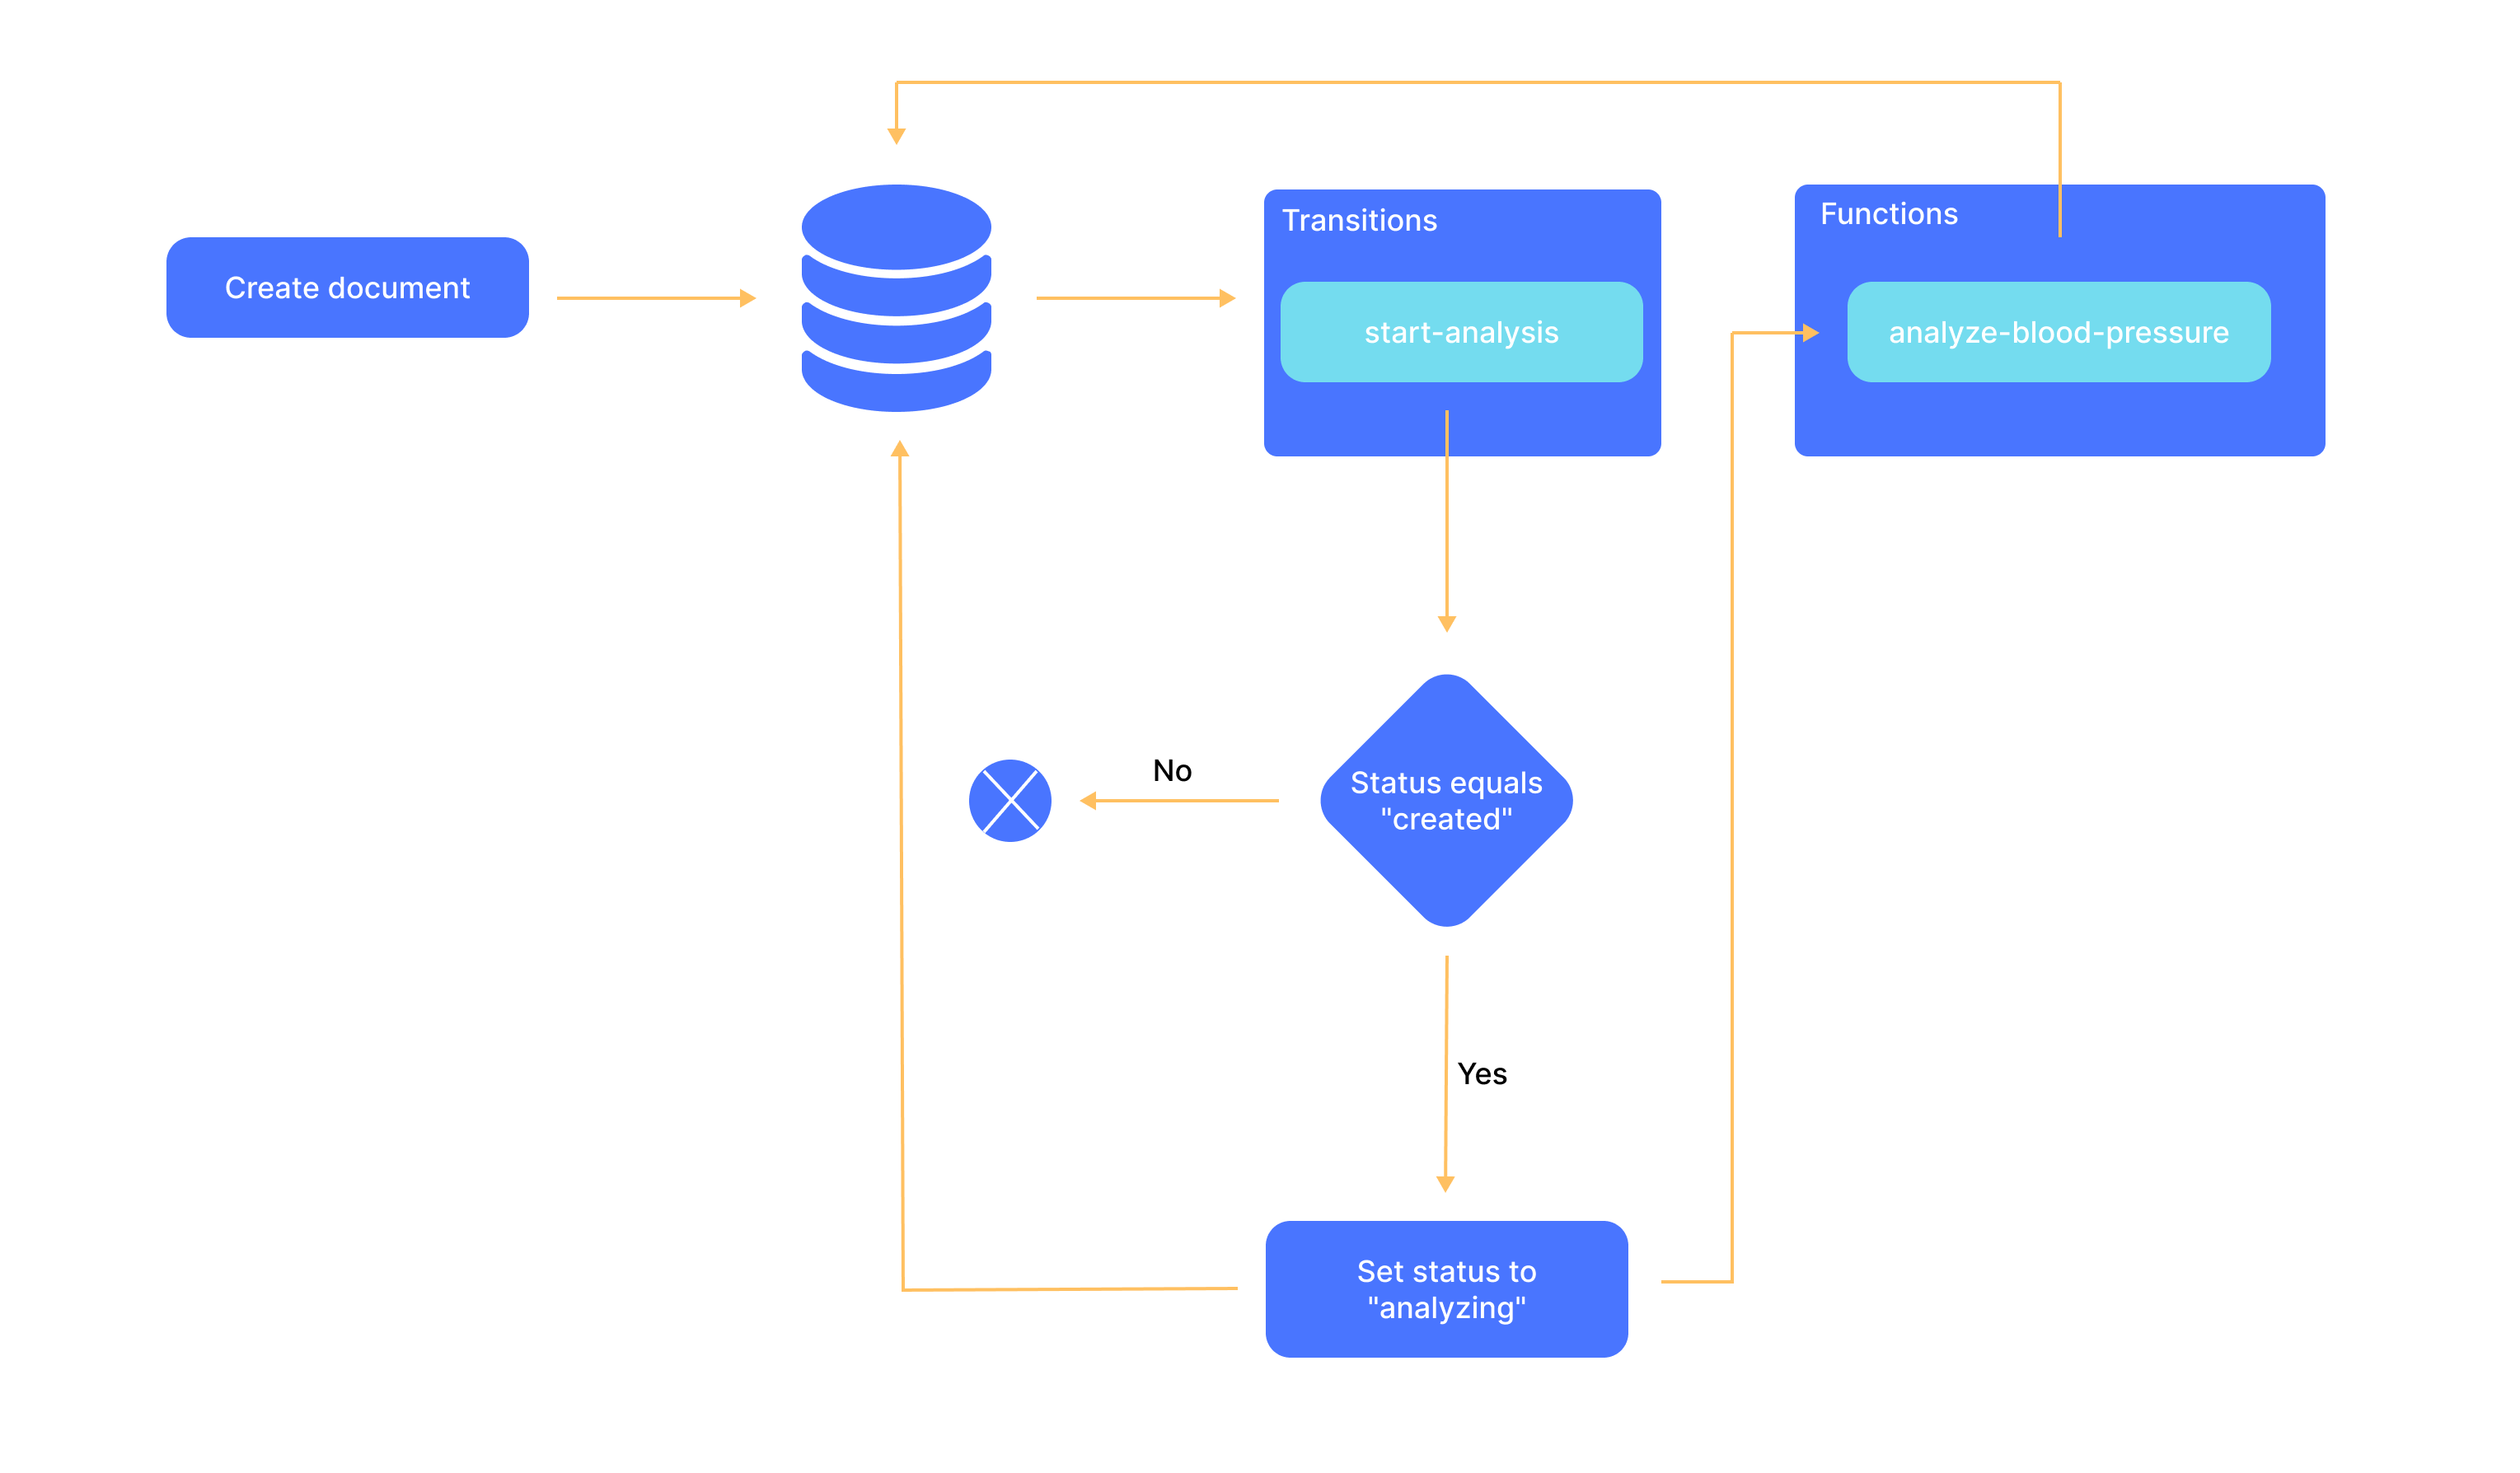 Transitions
Functions
Create document
start-analysis
analyze-blood-pressure
No
Status equals
"created"
Yes
Set status to
"analyzing"